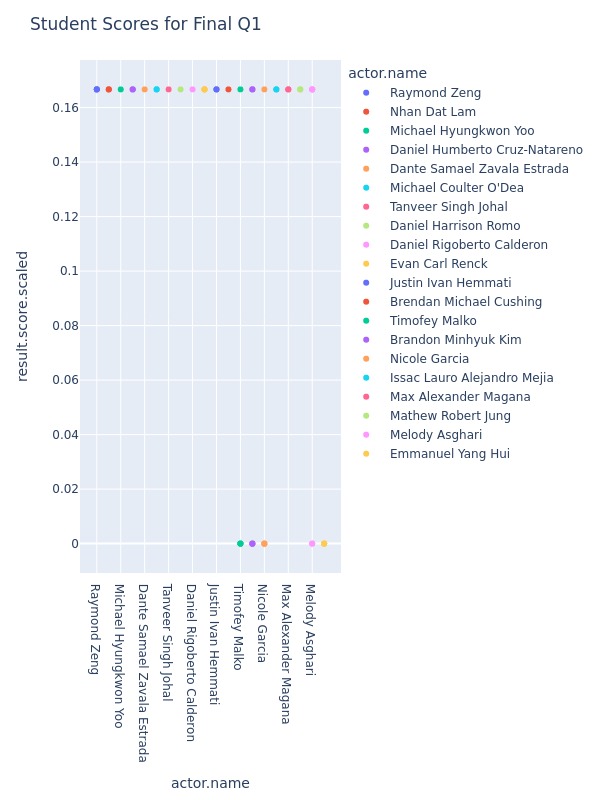 Student Scores for Final Q1
actor.name
Raymond Zeng
Nhan Dat Lam
Michael Hyungkwon Yoo
Daniel Humberto Cruz-Natareno
Dante Samael Zavala Estrada
Michael Coulter O'Dea
Tanveer Singh Johal
Daniel Harrison Romo
Daniel Rigoberto Calderon
Evan Carl Renck
Justin Ivan Hemmati
Brendan Michael Cushing
Timofey Malko
Brandon Minhyuk Kim
Nicole Garcia
Issac Lauro Alejandro Mejia
Max Alexander Magana
Mathew Robert Jung
Melody Asghari
Emmanuel Yang Hui
result.score.scaled
0.16
0.14
0.12
0.1
0.08
0.06
0.04
0.02
0
Raymond Zeng
Michael Hyungkwon Yoo
Dante Samael Zavala Estrada
Tanveer Singh Johal
Daniel Rigoberto Calderon
Justin Ivan Hemmati
Timofey Malko
Nicole Garcia
Max Alexander Magana
Melody Asghari
actor.name